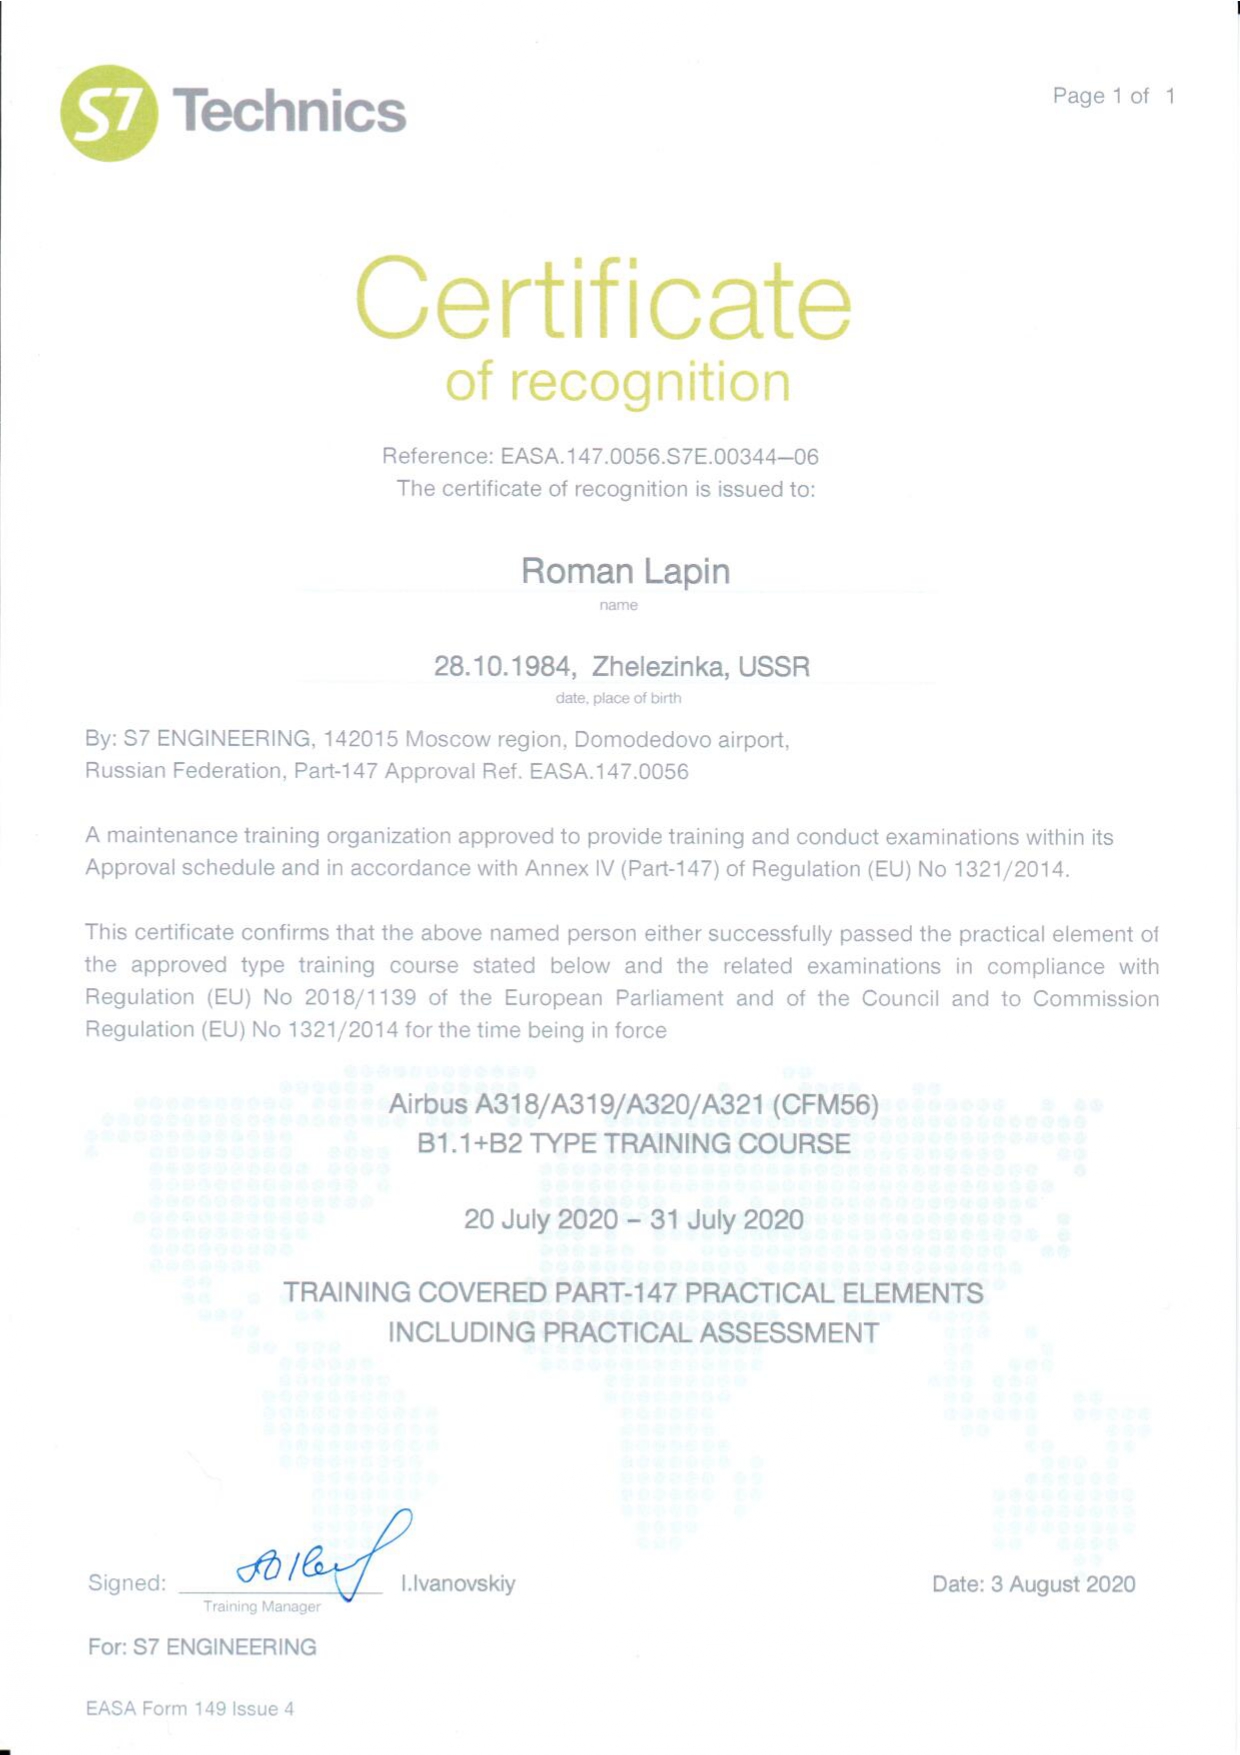 S7 Technics
Page 1 of 1
Certificate
of recognition
Reference: EASA.147.0056.S7E.00344—06
The certificate of recognition is issued to:
Roman Lapin
name
28.10.1984, Zhelezinka, USSR
date, place of birth
By: S7 ENGINEERING, 142015 Moscow region, Domodedovo airport,
Russian Federation, Part-147 Approval Ref. EASA.147.0056
A maintenance training organization approved to provide training and conduct examinations within its
Approval schedule and in accordance with Annex IV (Part-147) of Regulation (EU) No 1321/2014.
This certificate confirms that the above named person either successfully passed the practical element of
the approved type training course stated below and the related examinations in compliance with
Regulation (EU) No 2018/1139 of the European Parliament and of the Council and to Commission
Regulation (EU) No 1321/2014 for the time being in force
Airbus A318/A319/A320/A321 (CFM56)
B1.1+B2 TYPE TRAINING COURSE
20 July 2020 – 31 July 2020
TRAINING COVERED PART-147 PRACTICAL ELEMENTS
INCLUDING PRACTICAL ASSESSMENT
Signed: I.Ivanovskiy
Date: 3 August 2020
Training Manager
For: S7 ENGINEERING
EASA Form 149 Issue 4